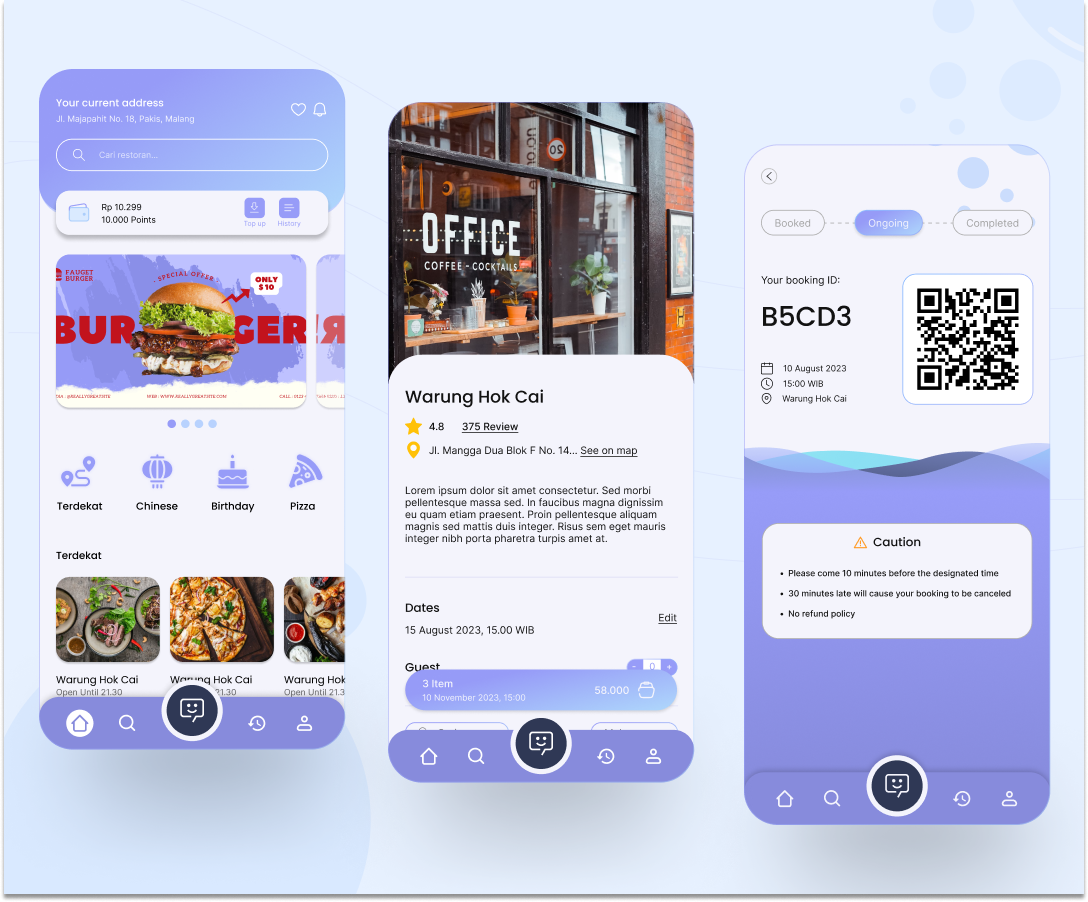 Your current address
Jl. Majapahit No. 18, Pakis, Malang
Cari restoran...
Rp 10.299
10.000 Points
Top up
History
FAUGET
BURGER
SPECIAL OFFER
ONLY
$10
BURGER
WEB : WWW.REALLYGREATSITE.COM
Terdekat
Chinese
Birthday
Pizza
Terdekat
Warung Hok Cai
Open Until 21.30
Warung Hok Cai
Open Until 21.30
Warung Hok
Open Until 21.3
OFFICE
COFFEE - COCKTAILS
20
Warung Hok Cai
4.8
375 Review
Jl. Mangga Dua Blok F No. 14... See on map
Lorem ipsum dolor sit amet consectetur. Sed morbi
pellentesque massa sed. In faucibus magna dignissim
eu quam etiam praesent. Proin pellentesque aliquam
magnis sed mattis duis integer. Risus sem eget mauris
integer nibh porta pharetra turpis amet at.
Dates
15 August 2023, 15.00 WIB
Edit
Guest
- 0 +
3 Item
10 November 2023, 15:00
58.000
Booked
Ongoing
Completed
Your booking ID:
B5CD3
10 August 2023
15:00 WIB
Warung Hok Cai
Caution
• Please come 10 minutes before the designated time
• 30 minutes late will cause your booking to be canceled
• No refund policy